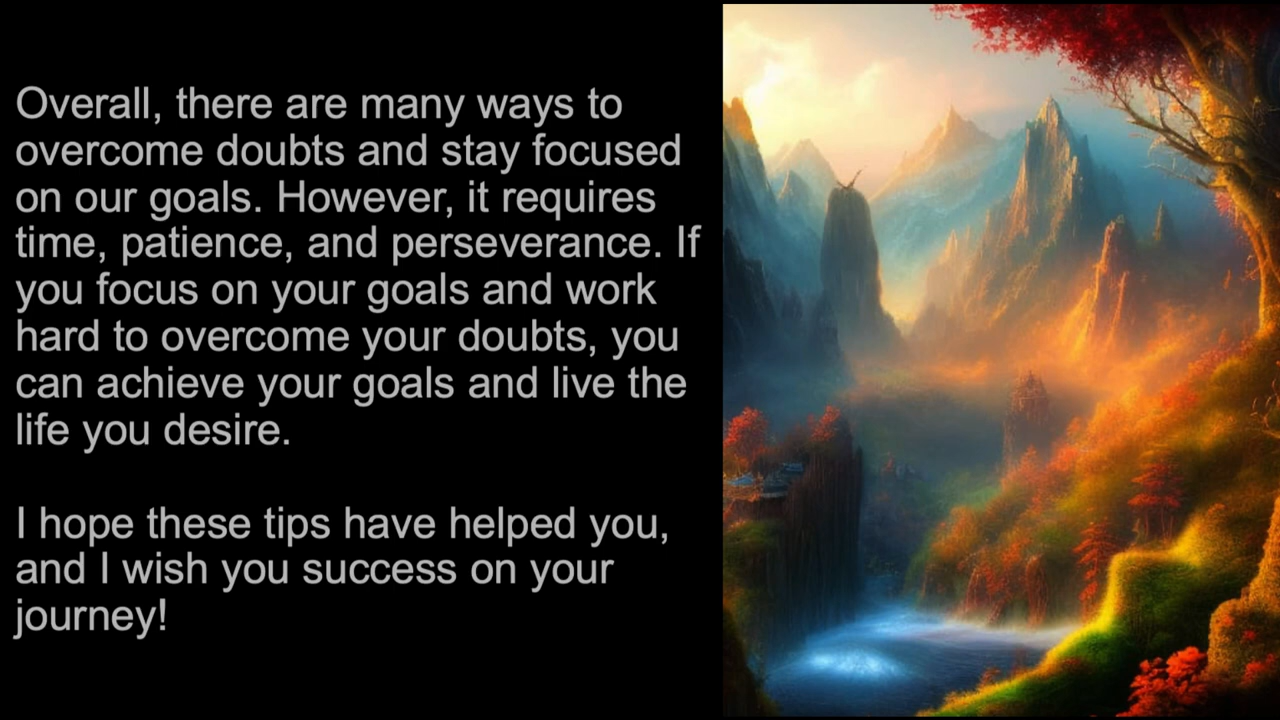 Overall, there are many ways to
overcome doubts and stay focused
on our goals. However, it requires
time, patience, and perseverance. If
you focus on your goals and work
hard to overcome your doubts, you
can achieve your goals and live the
life you desire.
I hope these tips have helped you,
and I wish you success on your
journey!